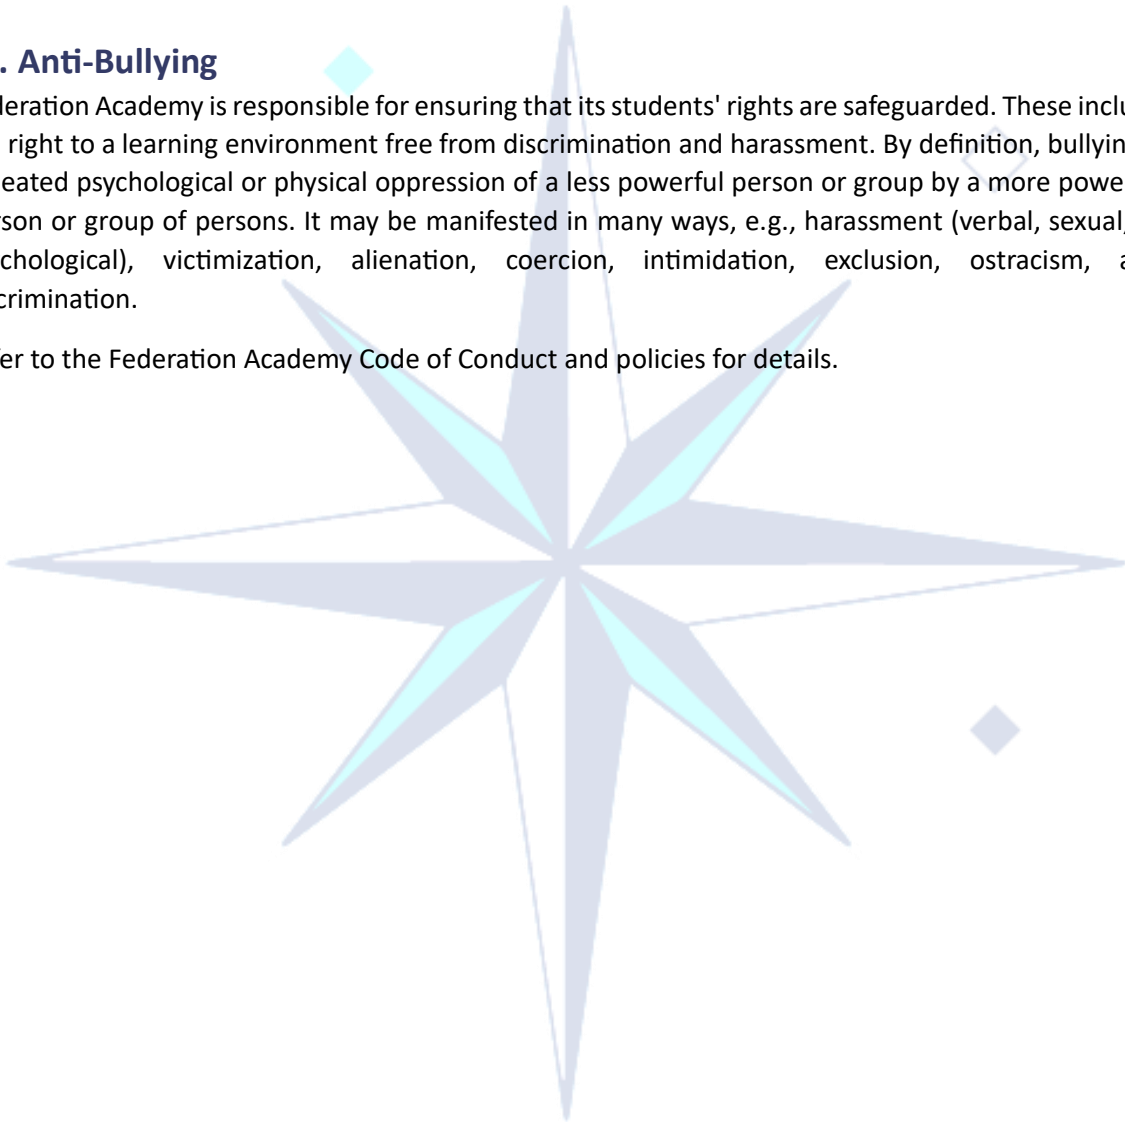 . Anti-Bullying
deration Academy is responsible for ensuring that its students' rights are safeguarded. These inclu
right to a learning environment free from discrimination and harassment. By definition, bullyin
eated psychological or physical oppression of a less powerful person or group by a more powe
rson or group of persons. It may be manifested in many ways, e.g., harassment (verbal, sexual,
chological), victimization, alienation, coercion, intimidation, exclusion, ostracism, a
crimination.
er to the Federation Academy Code of Conduct and policies for details.